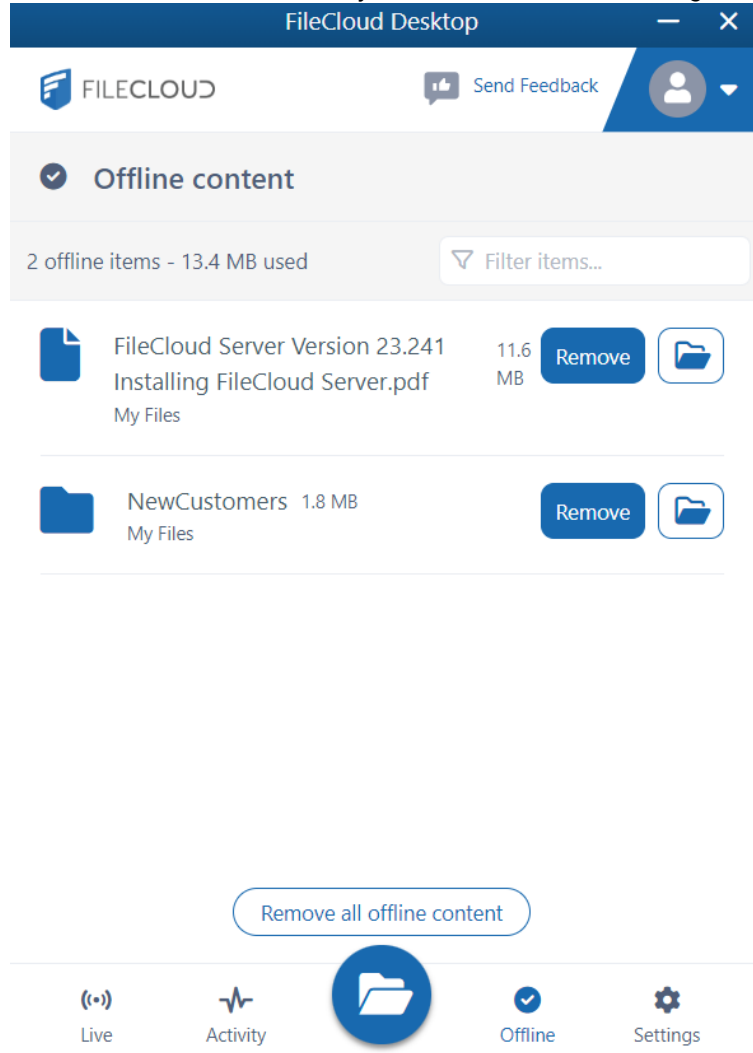 FileCloud Desktop
FILECLOUD
Send Feedback
Offline content
2 offline items - 13.4 MB used
Filter items...
FileCloud Server Version 23.241
Installing FileCloud Server.pdf
My Files
11.6
MB
Remove
NewCustomers 1.8 MB
My Files
Remove
Remove all offline content
Live
Activity
Offline
Settings